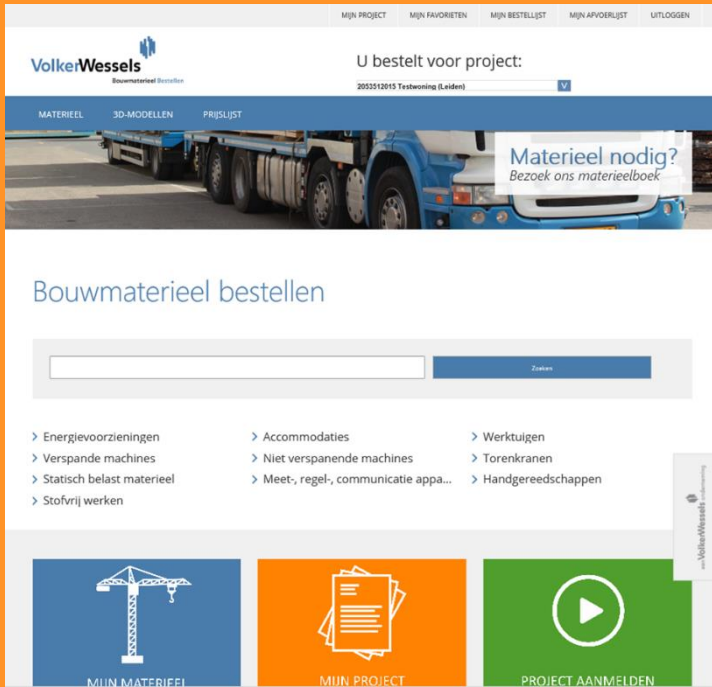 MIJN PROJECT MIJN FAVORIETEN MIJN BESTELLIJST MIJN AFVOERLIJST UITLOGGEN
VolkerWessels
Bouwmaterieel Bestellen
U bestelt voor project:
2053512015 Testwoning (Leiden) V
MATERIEEL 3D-MODELLEN PRIJSLIJST
Materieel nodig?
Bezoek ons materieelboek
Bouwmaterieel bestellen
Zoeken
> Energievoorzieningen > Accommodaties > Werktuigen
> Verspande machines > Niet verspanende machines > Torenkranen
> Statisch belast materieel > Meet-, regel-, communicatie appa... > Handgereedschappen
> Stofvrij werken
een VolkerWessels onderneming
MIJN MATERIEEL MIJN PROJECT PROJECT AANMELDEN